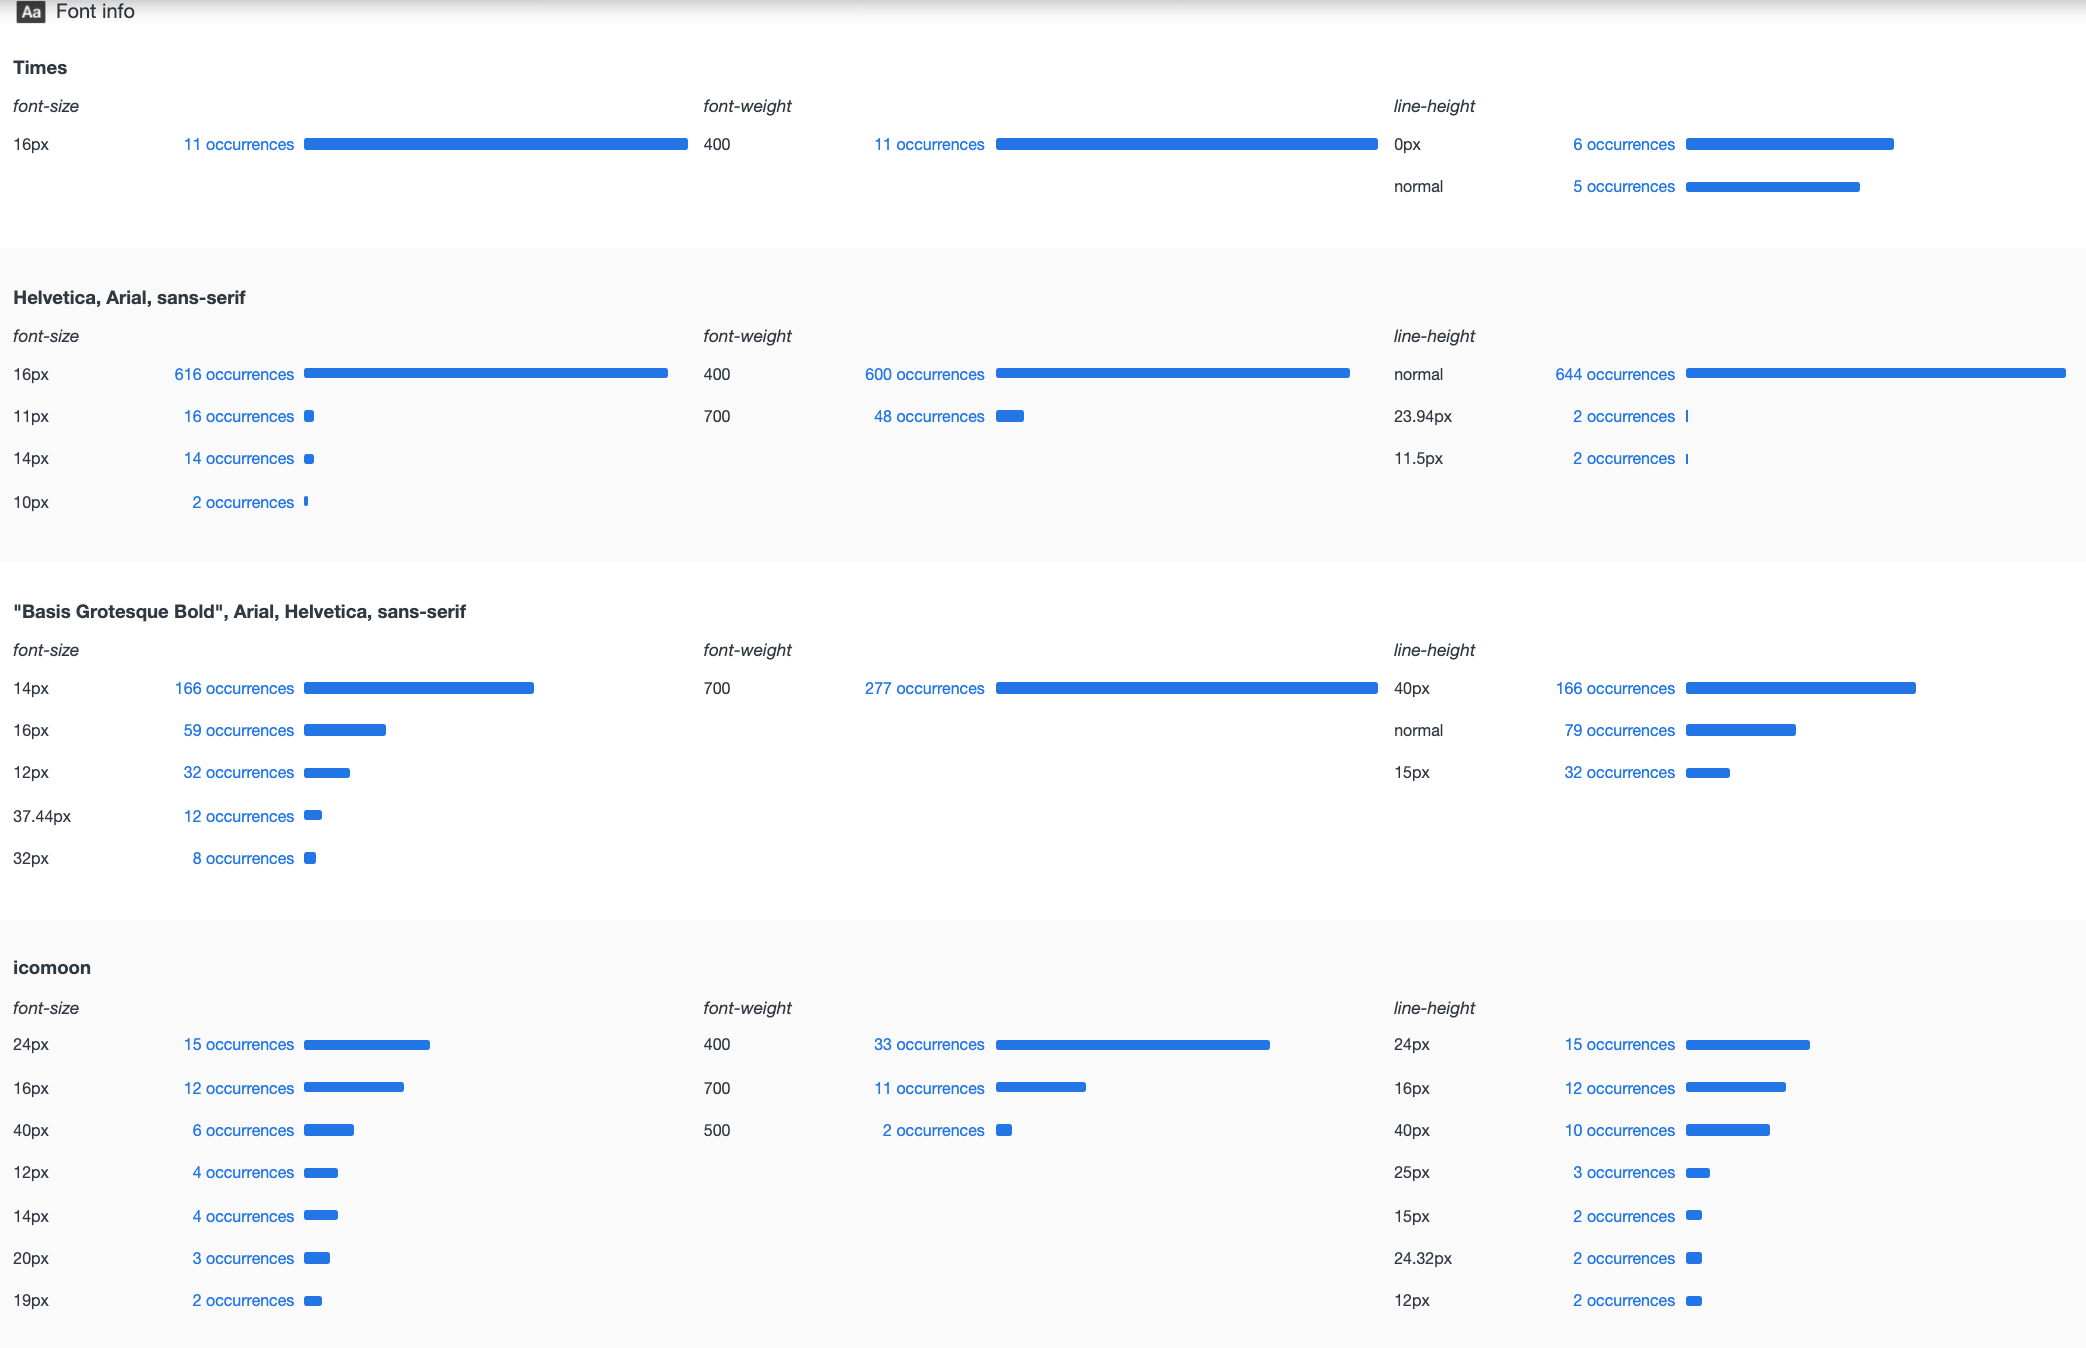 Aa Font info
Times
font-size font-weight line-height
16px 11 occurrences 400 11 occurrences 0px 6 occurrences
normal 5 occurrences
Helvetica, Arial, sans-serif
font-size font-weight line-height
16px 616 occurrences 400 600 occurrences normal 644 occurrences
11px 16 occurrences 700 48 occurrences 23.94px 2 occurrences
14px 14 occurrences 11.5px 2 occurrences
10px 2 occurrences
"Basis Grotesque Bold", Arial, Helvetica, sans-serif
font-size font-weight line-height
14px 166 occurrences 700 277 occurrences 40px 166 occurrences
16px 59 occurrences normal 79 occurrences
12px 32 occurrences 15px 32 occurrences
37.44px 12 occurrences
32px 8 occurrences
icomoon
font-size font-weight line-height
24px 15 occurrences 400 33 occurrences 24px 15 occurrences
16px 12 occurrences 700 11 occurrences 16px 12 occurrences
40px 6 occurrences 500 2 occurrences 40px 10 occurrences
12px 4 occurrences 25px 3 occurrences
14px 4 occurrences 15px 2 occurrences
20px 3 occurrences 24.32px 2 occurrences
19px 2 occurrences 12px 2 occurrences